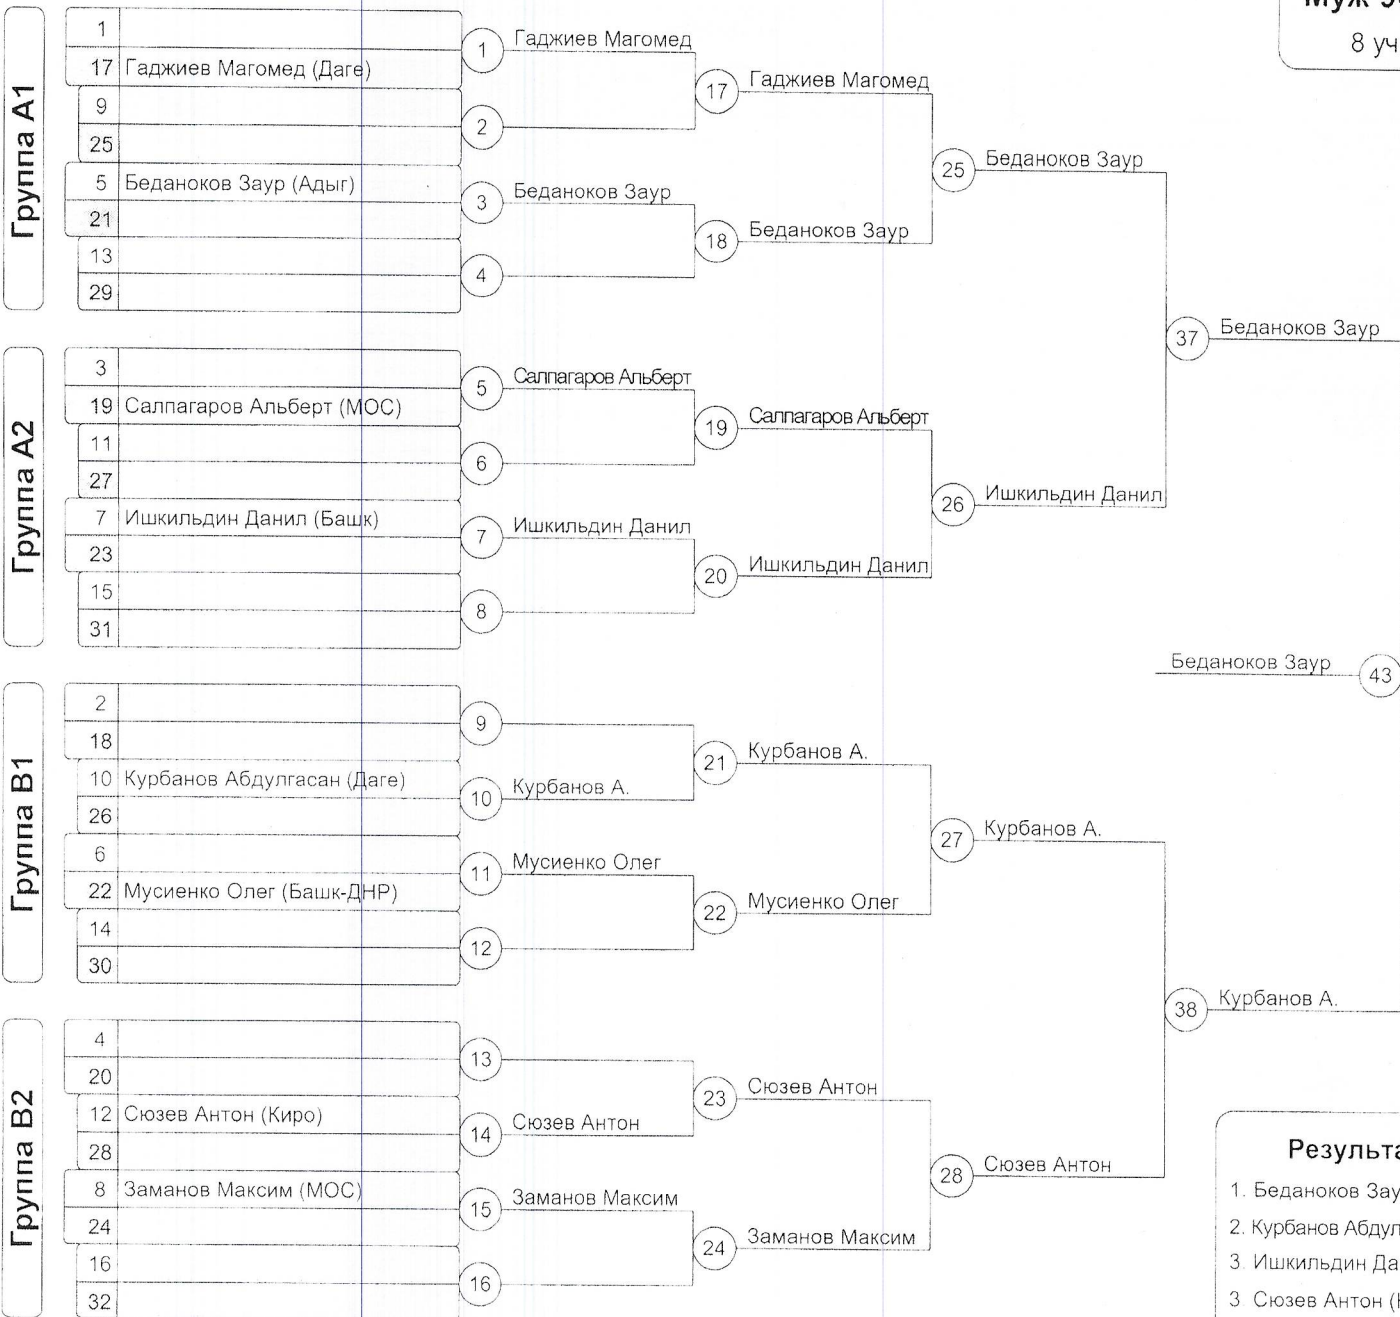 Муж
8 уч
Группа А1
1
17 Гаджиев Магомед (Даге)
9
25
5 Беданоков Заур (Адыг)
21
13
29
1 Гаджиев Магомед
2
3 Беданоков Заур
4
17 Гаджиев Магомед
18 Беданоков Заур
25 Беданоков Заур
Группа А2
3
19 Салпагаров Альберт (МОС)
11
27
7 Ишкильдин Данил (Башк)
23
15
31
5 Салпагаров Альберт
6
7 Ишкильдин Данил
8
19 Салпагаров Альберт
20 Ишкильдин Данил
26 Ишкильдин Данил
37 Беданоков Заур
Беданоков Заур 43
Группа В1
2
18
10 Курбанов Абдулгасан (Даге)
26
6
22 Мусиенко Олег (Башк-ДНР)
14
30
9
10 Курбанов А.
11 Мусиенко Олег
12
21 Курбанов А.
22 Мусиенко Олег
27 Курбанов А.
Группа В2
4
20
12 Сюзев Антон (Киро)
28
8 Заманов Максим (МОС)
24
16
32
13
14 Сюзев Антон
15 Заманов Максим
16
23 Сюзев Антон
24 Заманов Максим
28 Сюзев Антон
38 Курбанов А.
Результа
1. Беданоков Зау
2. Курбанов Абдул
3. Ишкильдин Да
3 Сюзев Антон (